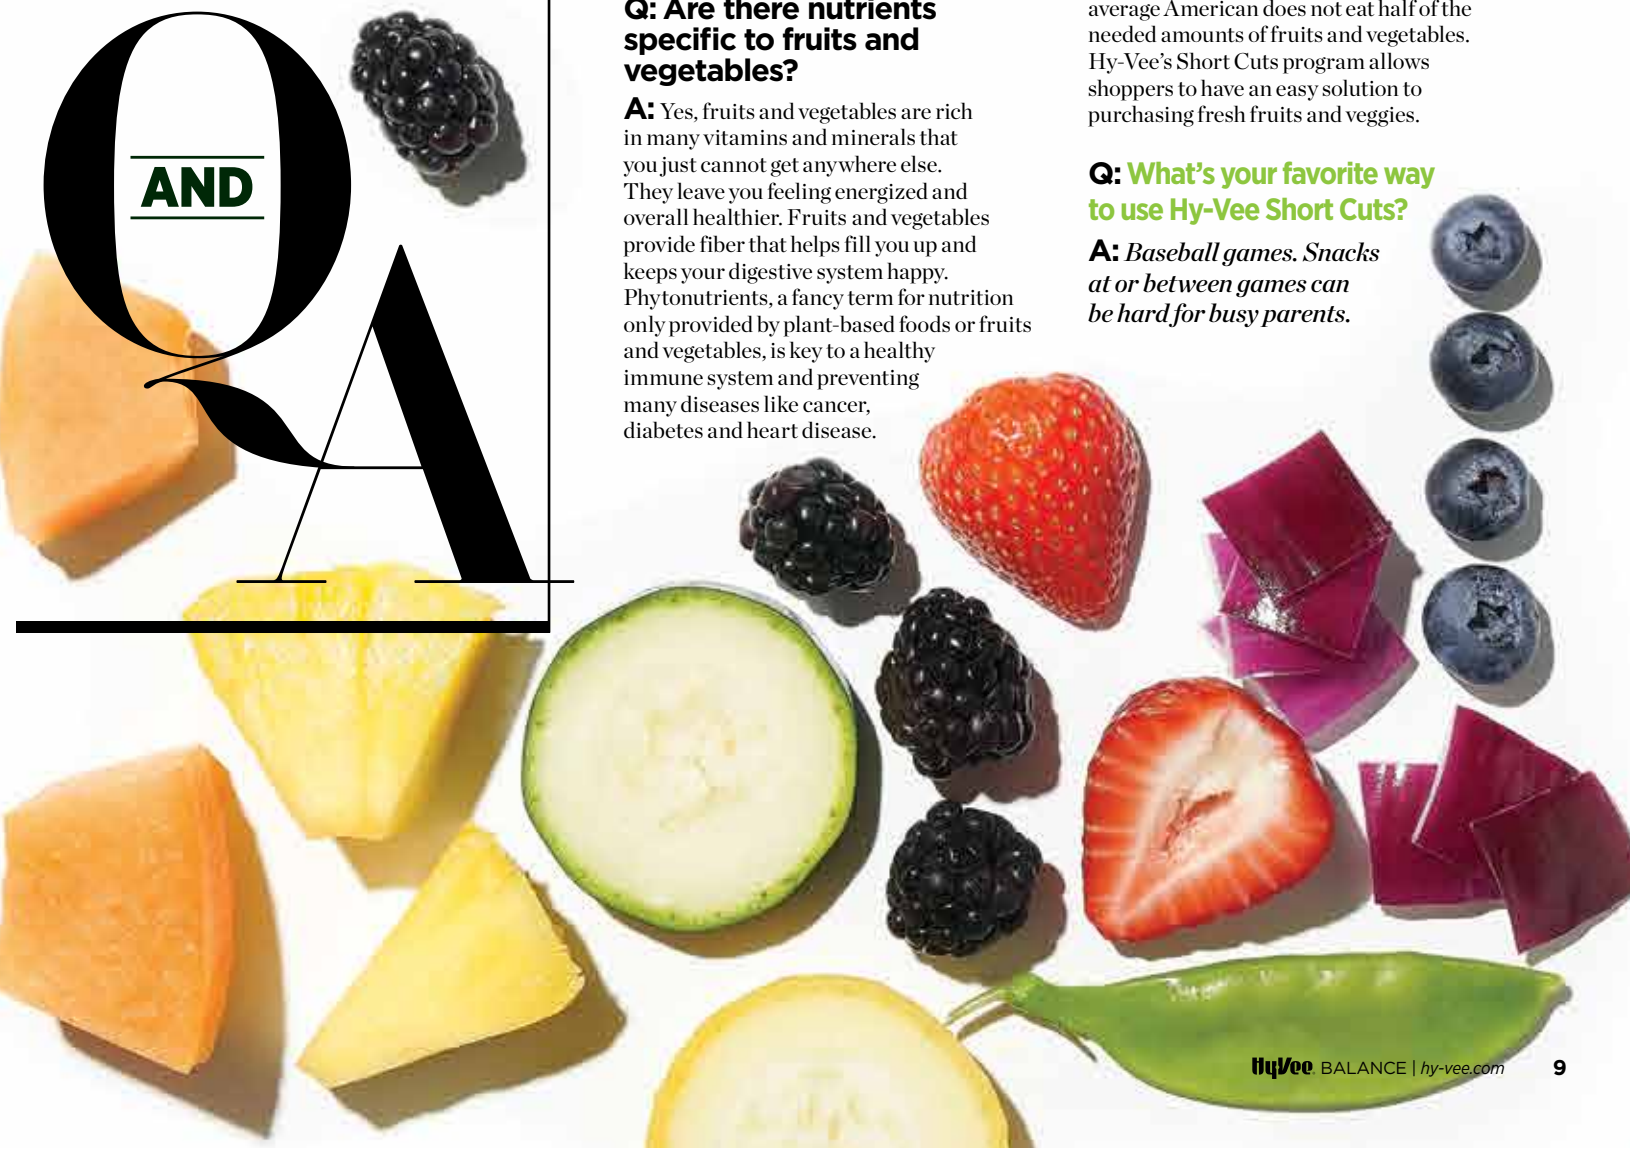 Q
AND
A
Q: Are there nutrients
specific to fruits and
vegetables?
A: Yes, fruits and vegetables are rich
in many vitamins and minerals that
you just cannot get anywhere else.
They leave you feeling energized and
overall healthier. Fruits and vegetables
provide fiber that helps fill you up and
keeps your digestive system happy.
Phytonutrients, a fancy term for nutrition
only provided by plant-based foods or fruits
and vegetables, is key to a healthy
immune system and preventing
many diseases like cancer,
diabetes and heart disease.
average American does not eat half of the
needed amounts of fruits and vegetables.
Hy-Vee’s Short Cuts program allows
shoppers to have an easy solution to
purchasing fresh fruits and veggies.
Q: What’s your favorite way
to use Hy-Vee Short Cuts?
A: Baseball games. Snacks
at or between games can
be hard for busy parents.
HyVee BALANCE | hy-vee.com 9